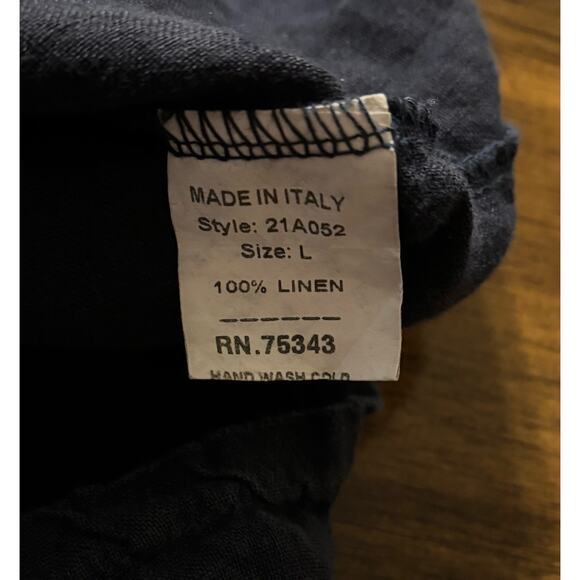 MADE IN ITALY
Style: 21A052
Size: L
100% LINEN
RN.75343
HAND WASH COLD